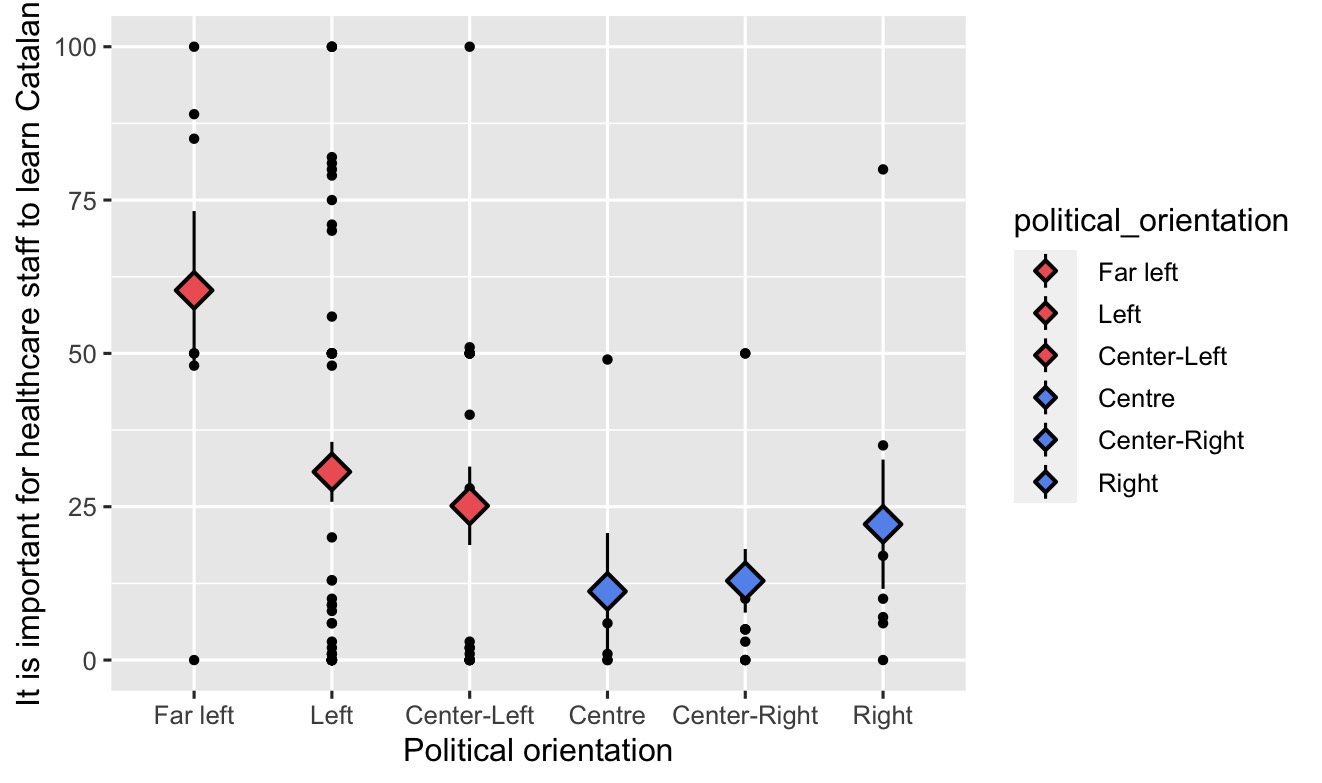 It is important for healthcare staff to learn Catalan
100
75
50
25
0
Far left Left Center-Left Centre Center-Right Right
Political orientation
political_orientation
Far left
Left
Center-Left
Centre
Center-Right
Right